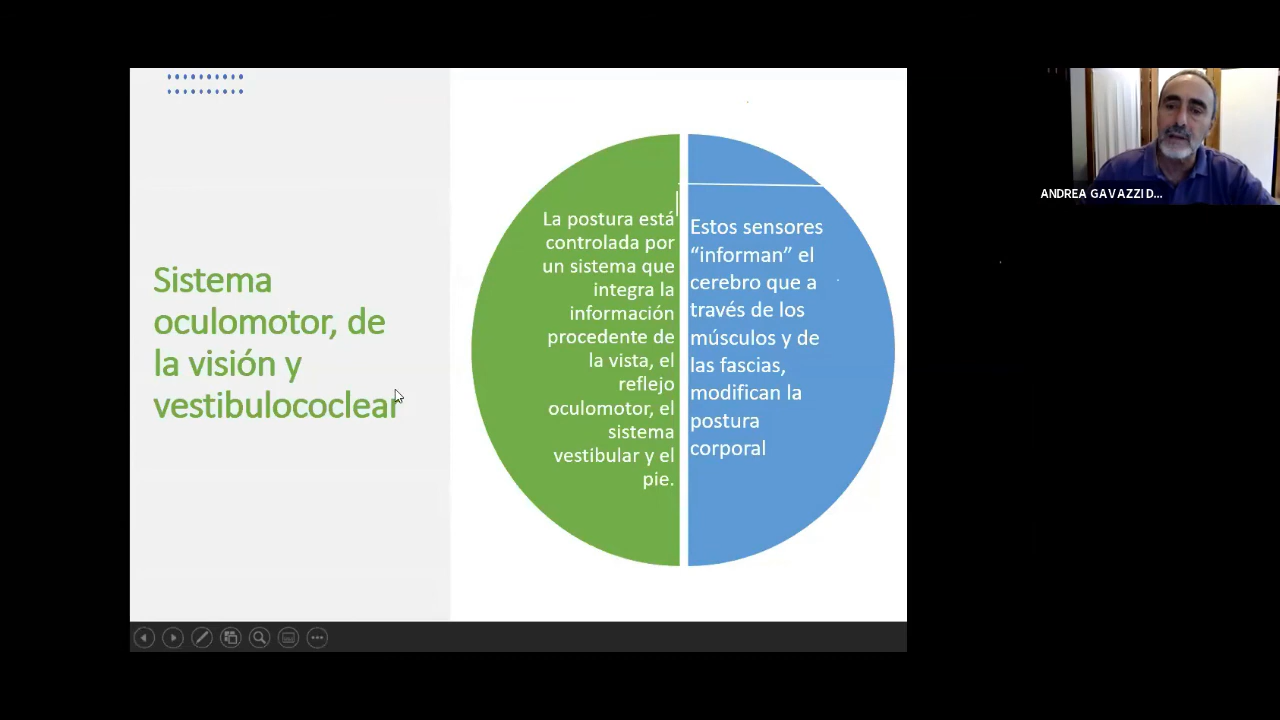 Sistema
oculomotor, de
la visión y
vestibulococlear
La postura está
controlada por
un sistema que
integra la
información
procedente de
la vista, el
reflejo
oculomotor, el
sistema
vestibular y el
pie.
Estos sensores
“informan” el
cerebro que a
través de los
músculos y de
las fascias,
modifican la
postura
corporal
ANDREA GAVAZZI D...